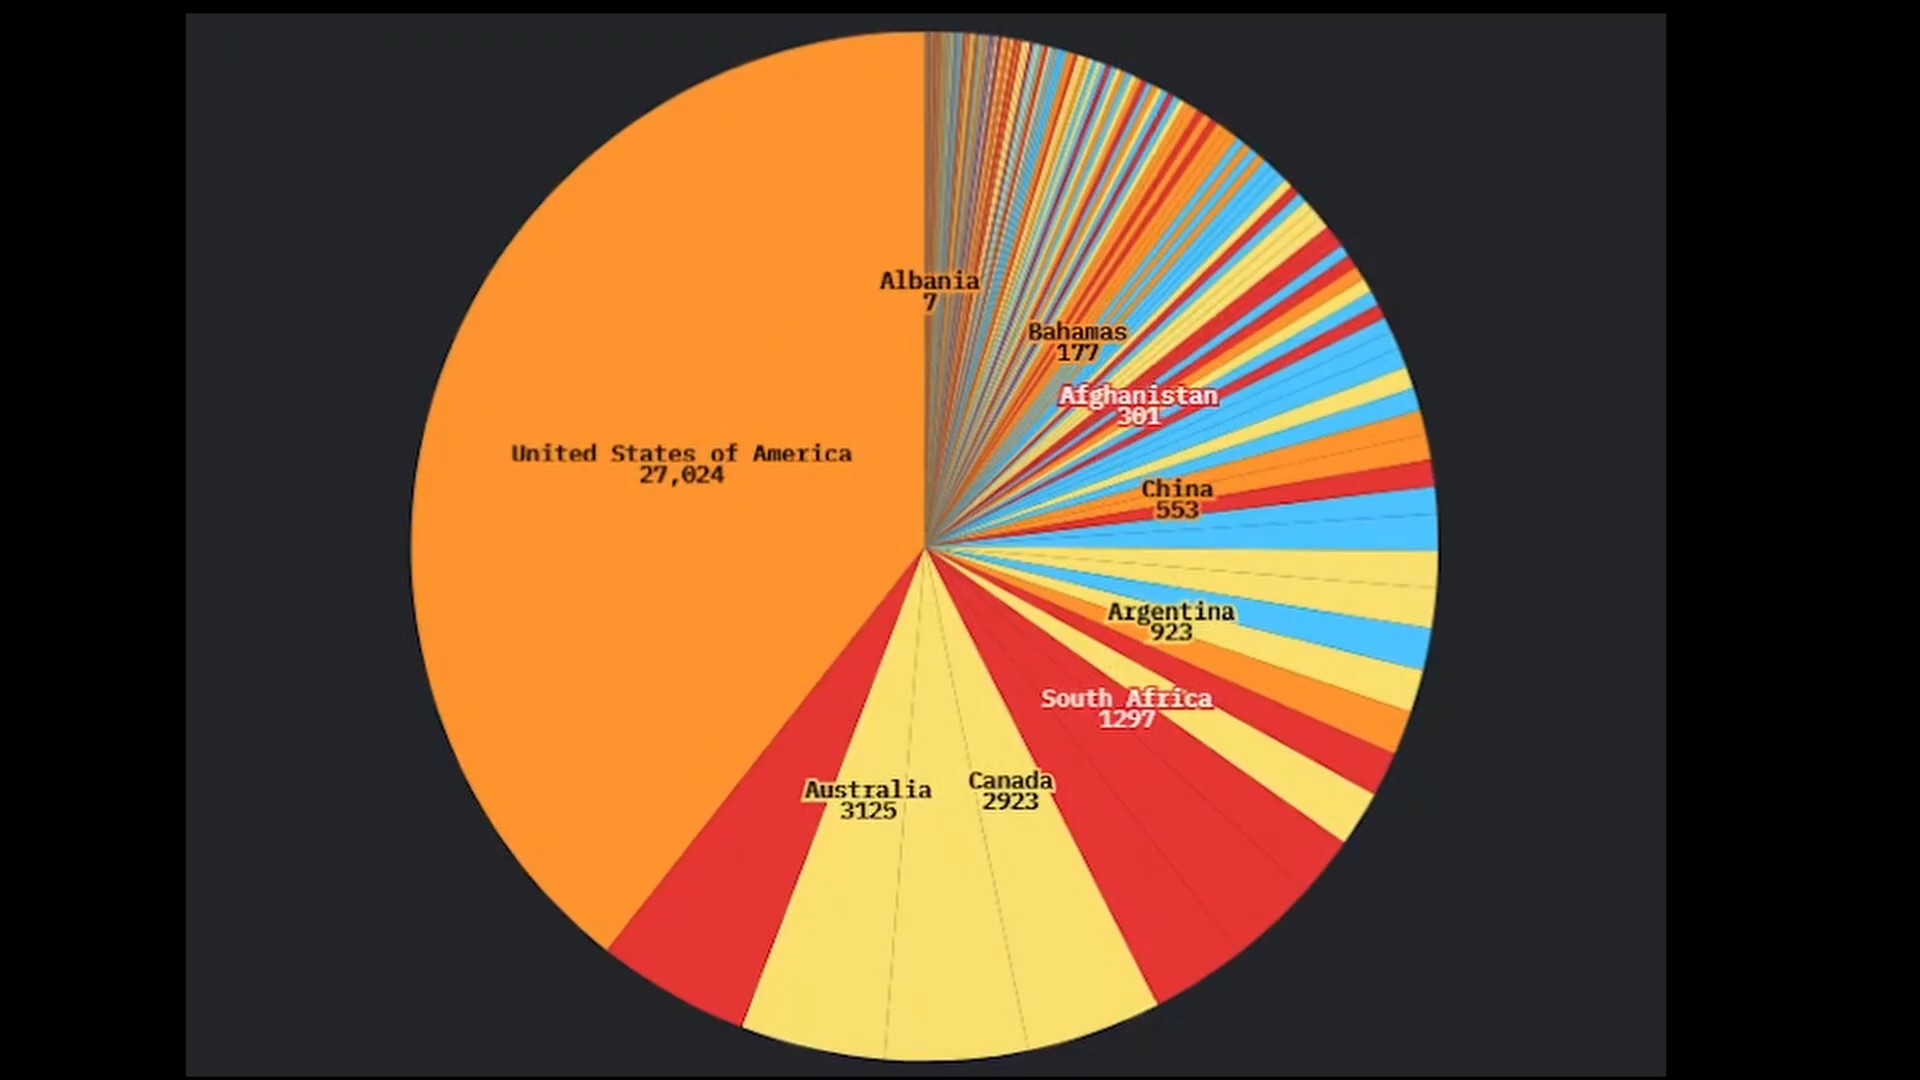 Albania
7
Bahamas
177
Afghanistan
301
United States of America
27,024
China
553
Argentina
923
South Africa
1297
Australia
3125
Canada
2923